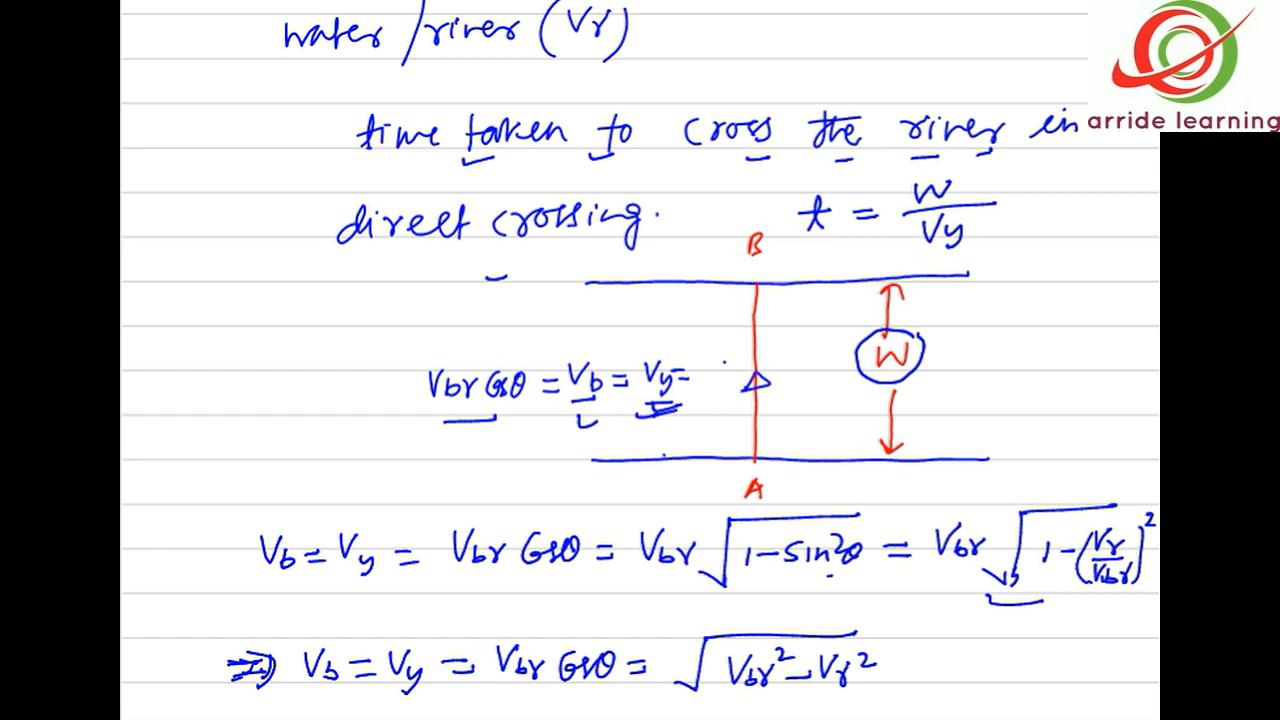 water/river (Vr)
arride learning
time taken to cross the river in
direct crossing. t = W/Vy
B
W
Vbr Cosθ = Vb = Vy =
A
Vb = Vy = Vbr Cosθ = Vbr √(1 - Sin²θ) = Vbr √(1 - (Vr/Vbr)²)
⇒ Vb = Vy = Vbr Cosθ = √(Vbr² - Vr²)